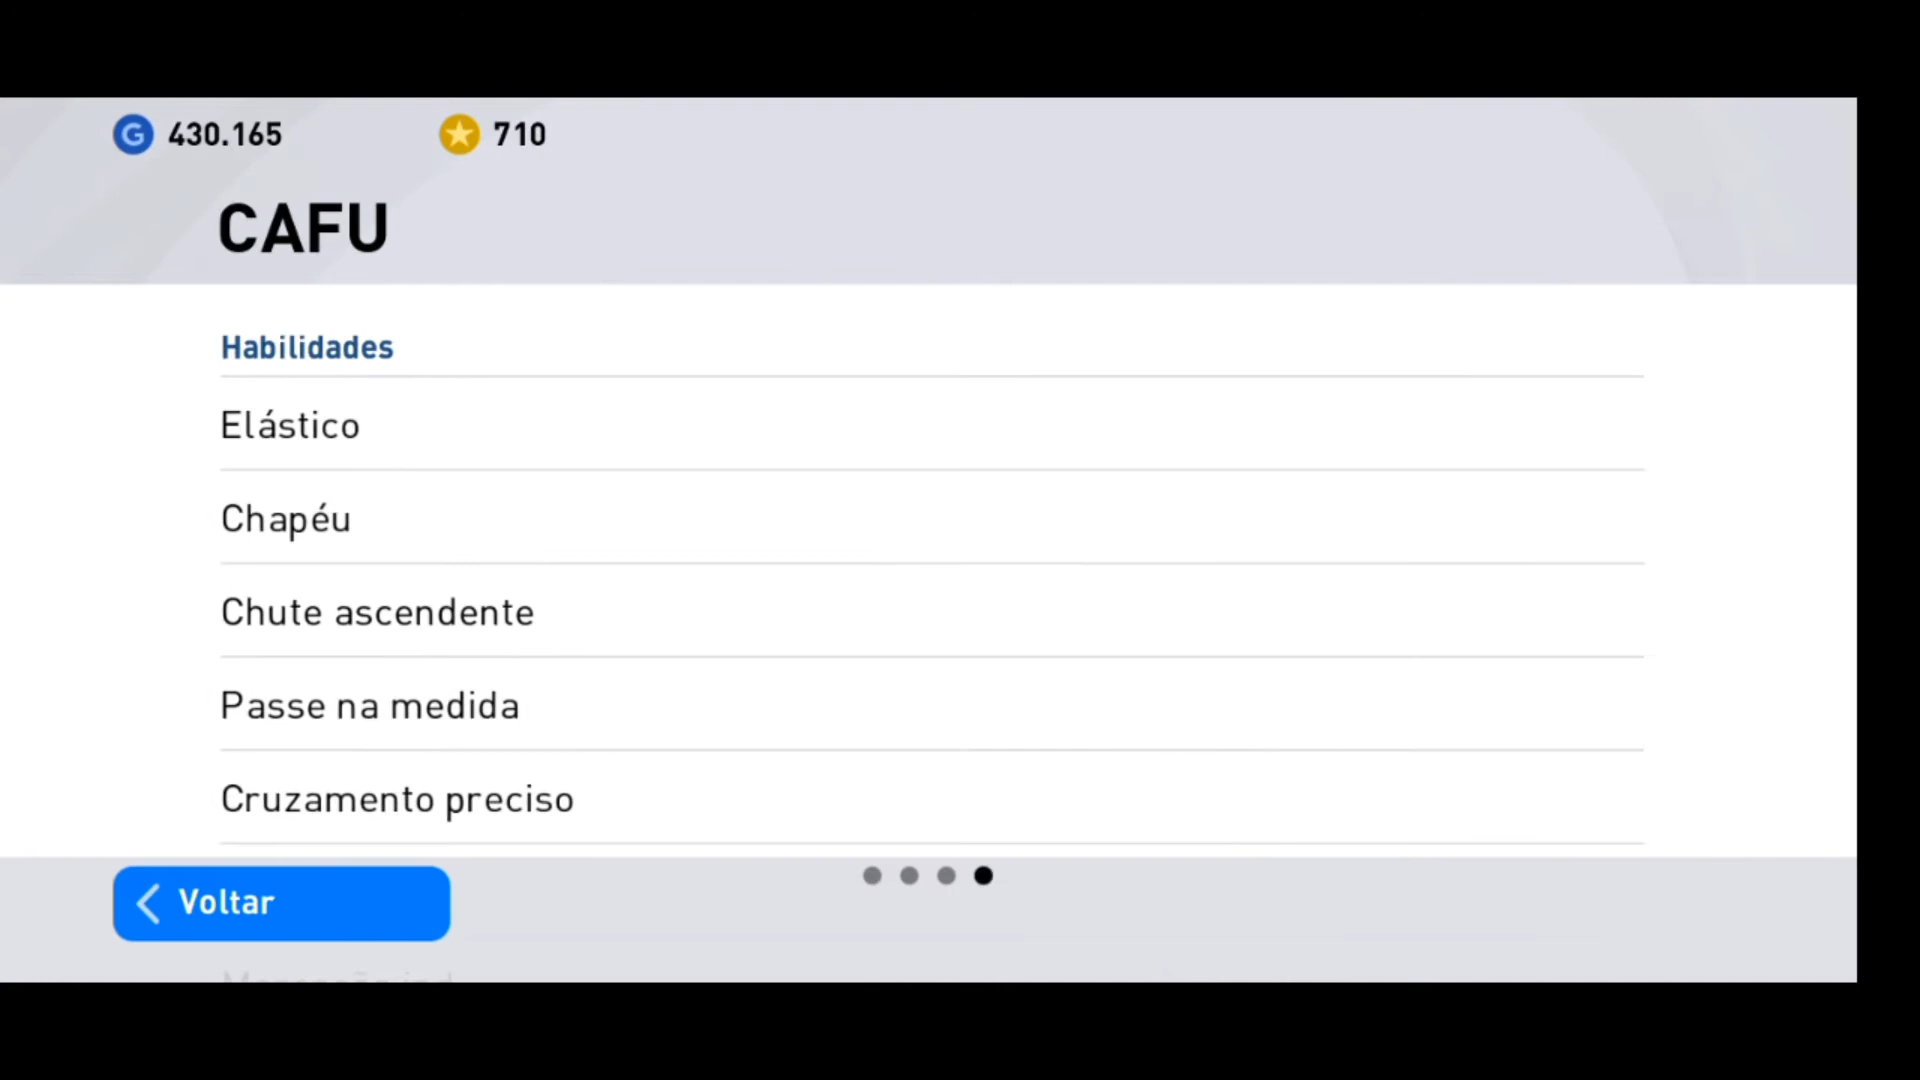 G 430.165 710
CAFU
Habilidades
Elástico
Chapéu
Chute ascendente
Passe na medida
Cruzamento preciso
Voltar